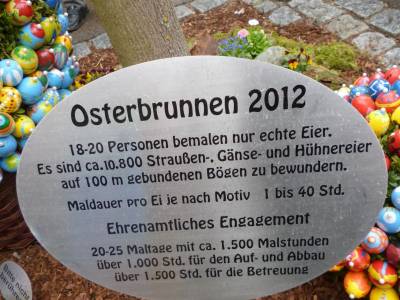 Osterbrunnen 2012
18-20 Personen bemalen nur echte Eier.
Es sind ca.10.800 Straußen-, Gänse- und Hühnereier
auf 100 m gebundenen Bögen zu bewundern.
Maldauer pro Ei je nach Motiv 1 bis 40 Std.
Ehrenamtliches Engagement
20-25 Maltage mit ca. 1.500 Malstunden
über 1.000 Std. für den Auf- und Abbau
über 1.500 Std. für die Betreuung
Bitte nicht